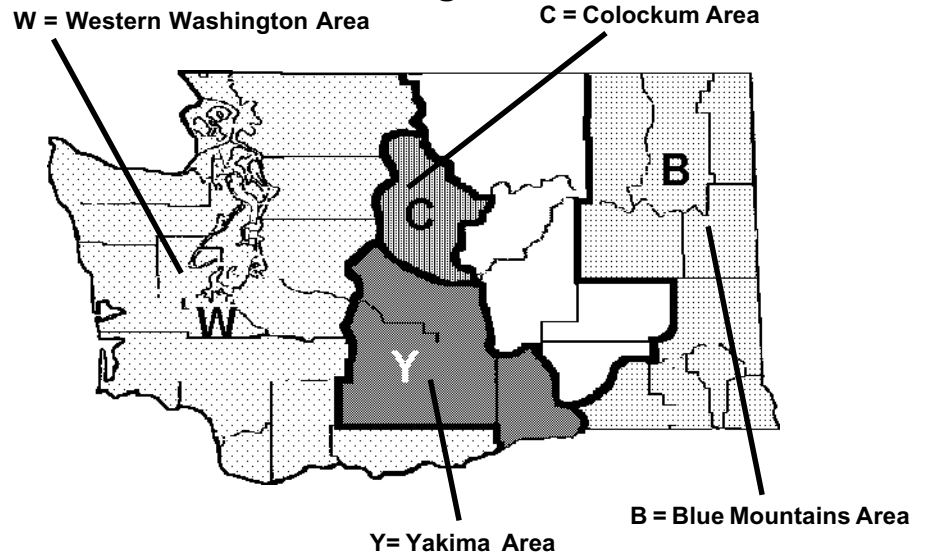 W = Western Washington Area
C = Colockum Area
B
C
W
Y
B = Blue Mountains Area
Y= Yakima Area